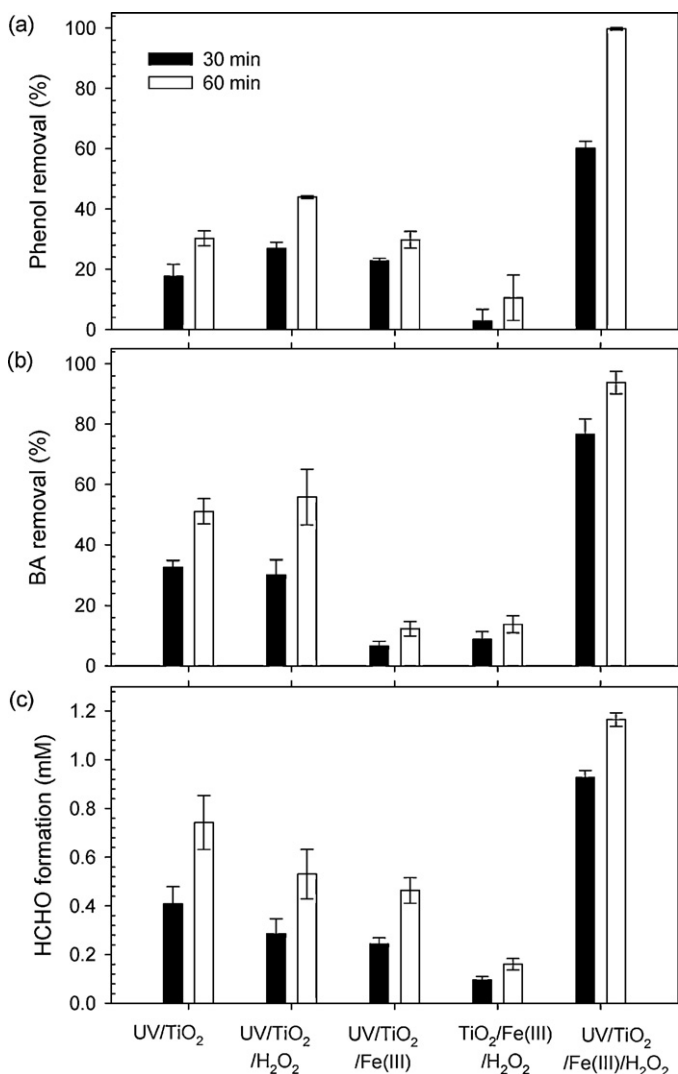 (a)
Phenol removal (%)
100
80
60
40
20
0
30 min
60 min
(b)
BA removal (%)
100
80
60
40
20
0
(c)
HCHO formation (mM)
1.2
1.0
0.8
0.6
0.4
0.2
0.0
UV/TiO₂
UV/TiO₂
/H₂O₂
UV/TiO₂
/Fe(III)
TiO₂/Fe(III)
/H₂O₂
UV/TiO₂
/Fe(III)/H₂O₂